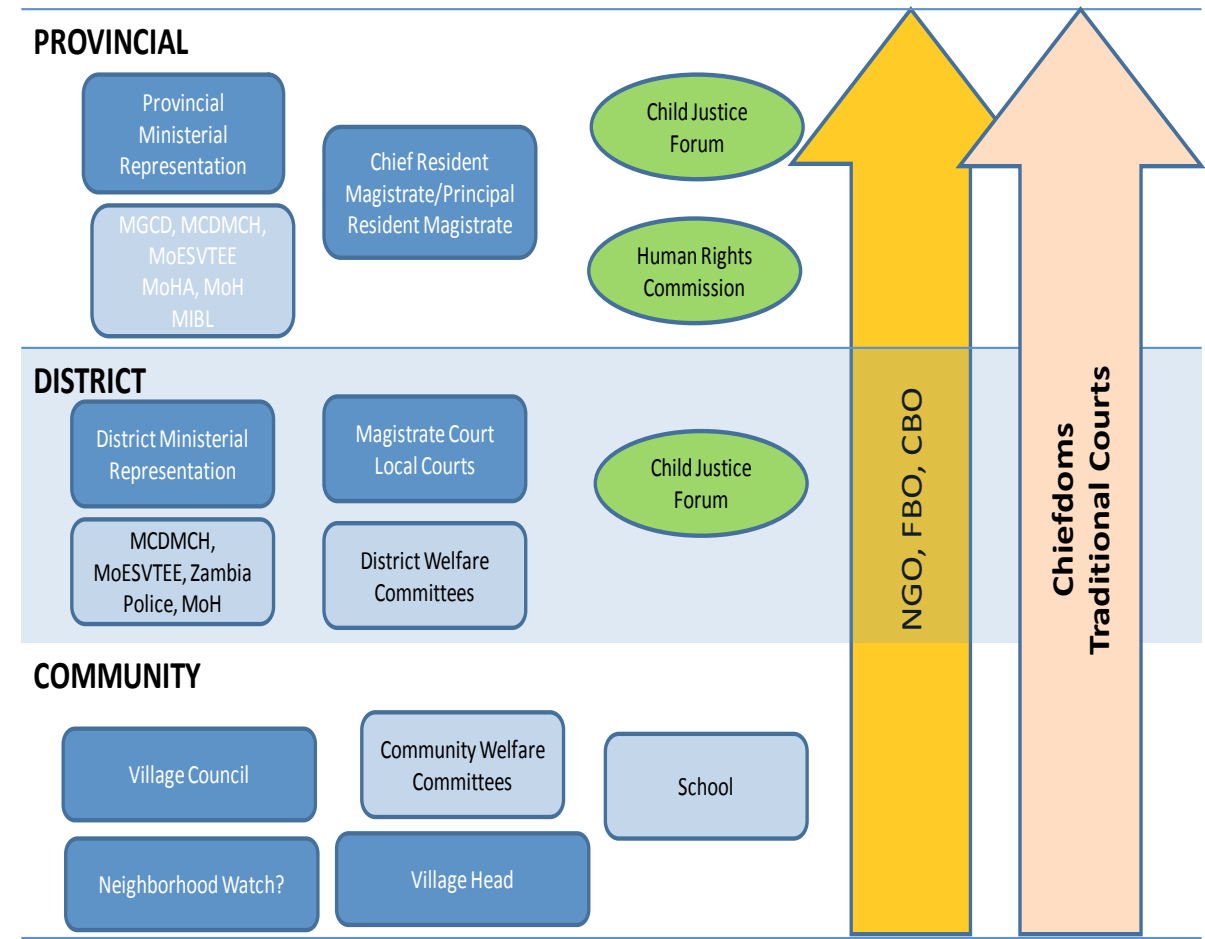 PROVINCIAL
Provincial
Ministerial
Representation
MGCD, MCDMCH,
MoESVTEE
MoHA, MoH
MIBL
Chief Resident
Magistrate/Principal
Resident Magistrate
Child Justice
Forum
Human Rights
Commission
DISTRICT
District Ministerial
Representation
MCDMCH,
MoESVTEE, Zambia
Police, MoH
Magistrate Court
Local Courts
District Welfare
Committees
Child Justice
Forum
COMMUNITY
Village Council
Community Welfare
Committees
School
Neighborhood Watch?
Village Head
NGO, FBO, CBO
Chiefdoms
Traditional Courts